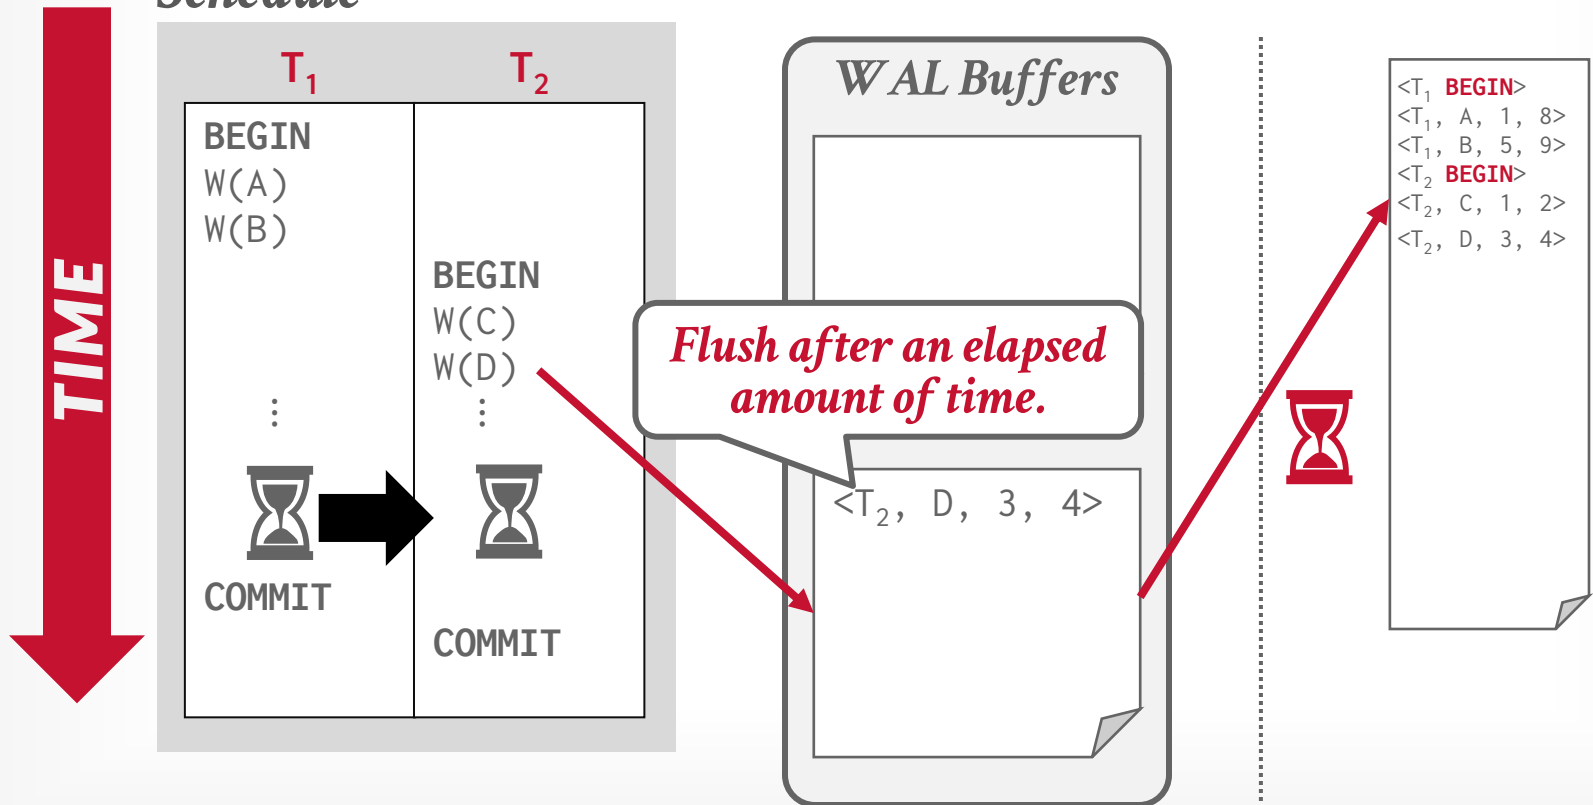 Schedule
TIME
T₁
T₂
BEGIN
W(A)
W(B)
⋮
COMMIT
BEGIN
W(C)
W(D)
⋮
COMMIT
WAL Buffers
Flush after an elapsed
amount of time.
<T₂, D, 3, 4>
<T₁ BEGIN>
<T₁, A, 1, 8>
<T₁, B, 5, 9>
<T₂ BEGIN>
<T₂, C, 1, 2>
<T₂, D, 3, 4>